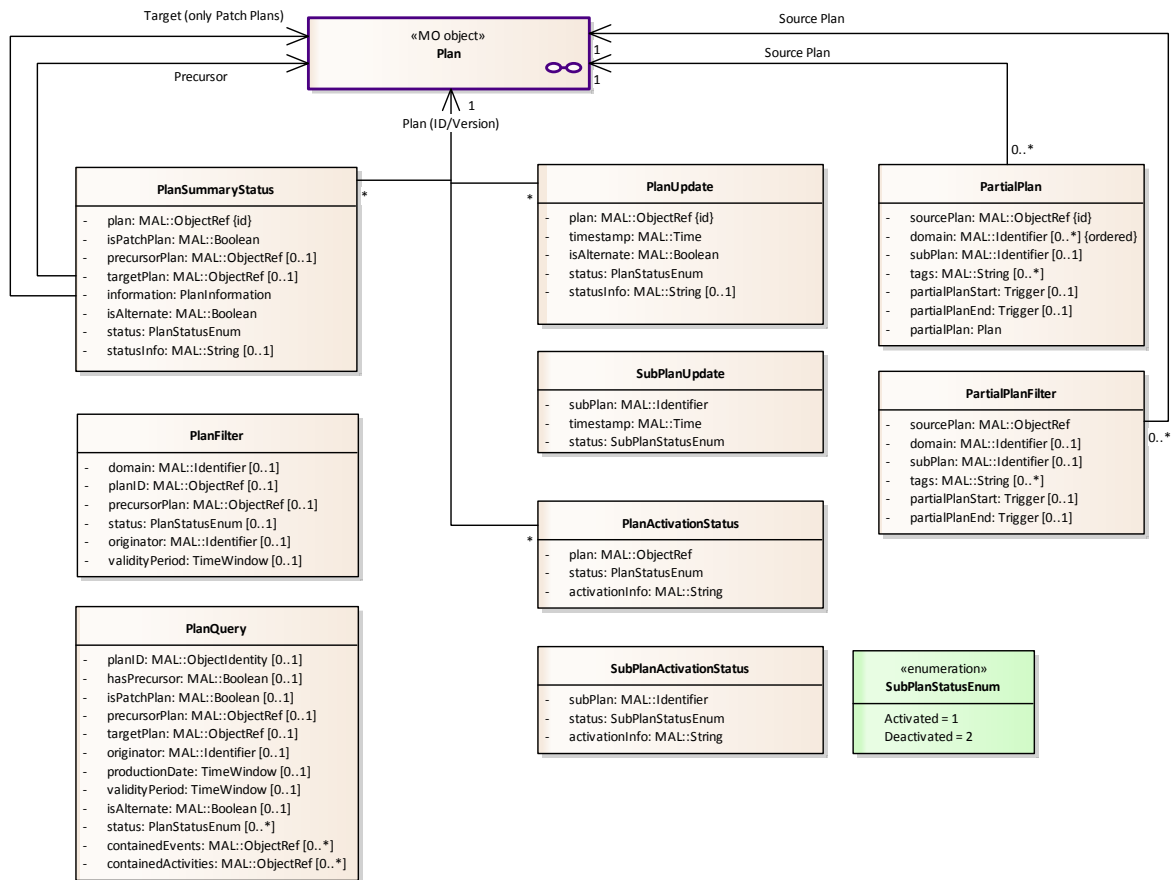 Target (only Patch Plans)
Source Plan
«MO object»
Plan
1
Source Plan
1
Precursor
1
Plan (ID/Version)
0..*
PlanSummaryStatus
- plan: MAL::ObjectRef {id}
- isPatchPlan: MAL::Boolean
- precursorPlan: MAL::ObjectRef [0..1]
- targetPlan: MAL::ObjectRef [0..1]
- information: PlanInformation
- isAlternate: MAL::Boolean
- status: PlanStatusEnum
- statusInfo: MAL::String [0..1]
*
*
PlanUpdate
- plan: MAL::ObjectRef {id}
- timestamp: MAL::Time
- isAlternate: MAL::Boolean
- status: PlanStatusEnum
- statusInfo: MAL::String [0..1]
PartialPlan
- sourcePlan: MAL::ObjectRef {id}
- domain: MAL::Identifier [0..*] {ordered}
- subPlan: MAL::Identifier [0..1]
- tags: MAL::String [0..*]
- partialPlanStart: Trigger [0..1]
- partialPlanEnd: Trigger [0..1]
- partialPlan: Plan
SubPlanUpdate
- subPlan: MAL::Identifier
- timestamp: MAL::Time
- status: SubPlanStatusEnum
PartialPlanFilter
- sourcePlan: MAL::ObjectRef
- domain: MAL::Identifier [0..1]
- subPlan: MAL::Identifier [0..1]
- tags: MAL::String [0..*]
- partialPlanStart: Trigger [0..1]
- partialPlanEnd: Trigger [0..1]
0..*
PlanFilter
- domain: MAL::Identifier [0..1]
- planID: MAL::ObjectRef [0..1]
- precursorPlan: MAL::ObjectRef [0..1]
- status: PlanStatusEnum [0..1]
- originator: MAL::Identifier [0..1]
- validityPeriod: TimeWindow [0..1]
*
PlanActivationStatus
- plan: MAL::ObjectRef
- status: PlanStatusEnum
- activationInfo: MAL::String
PlanQuery
- planID: MAL::ObjectIdentity [0..1]
- hasPrecursor: MAL::Boolean [0..1]
- isPatchPlan: MAL::Boolean [0..1]
- precursorPlan: MAL::ObjectRef [0..1]
- targetPlan: MAL::ObjectRef [0..1]
- originator: MAL::Identifier [0..1]
- productionDate: TimeWindow [0..1]
- validityPeriod: TimeWindow [0..1]
- isAlternate: MAL::Boolean [0..1]
- status: PlanStatusEnum [0..*]
- containedEvents: MAL::ObjectRef [0..*]
- containedActivities: MAL::ObjectRef [0..*]
SubPlanActivationStatus
- subPlan: MAL::Identifier
- status: SubPlanStatusEnum
- activationInfo: MAL::String
«enumeration»
SubPlanStatusEnum
Activated = 1
Deactivated = 2